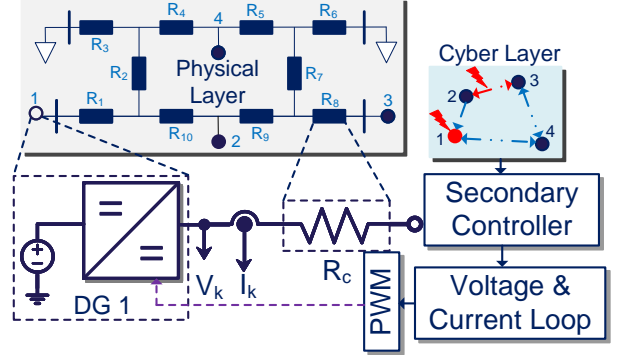 R4
4
R5
R6
R3
R2
Physical
Layer
R7
1
R1
R10
2
R9
R8
3
Cyber Layer
2
3
1
4
Secondary
Controller
Vk
Ik
Rc
DG 1
PWM
Voltage &
Current Loop